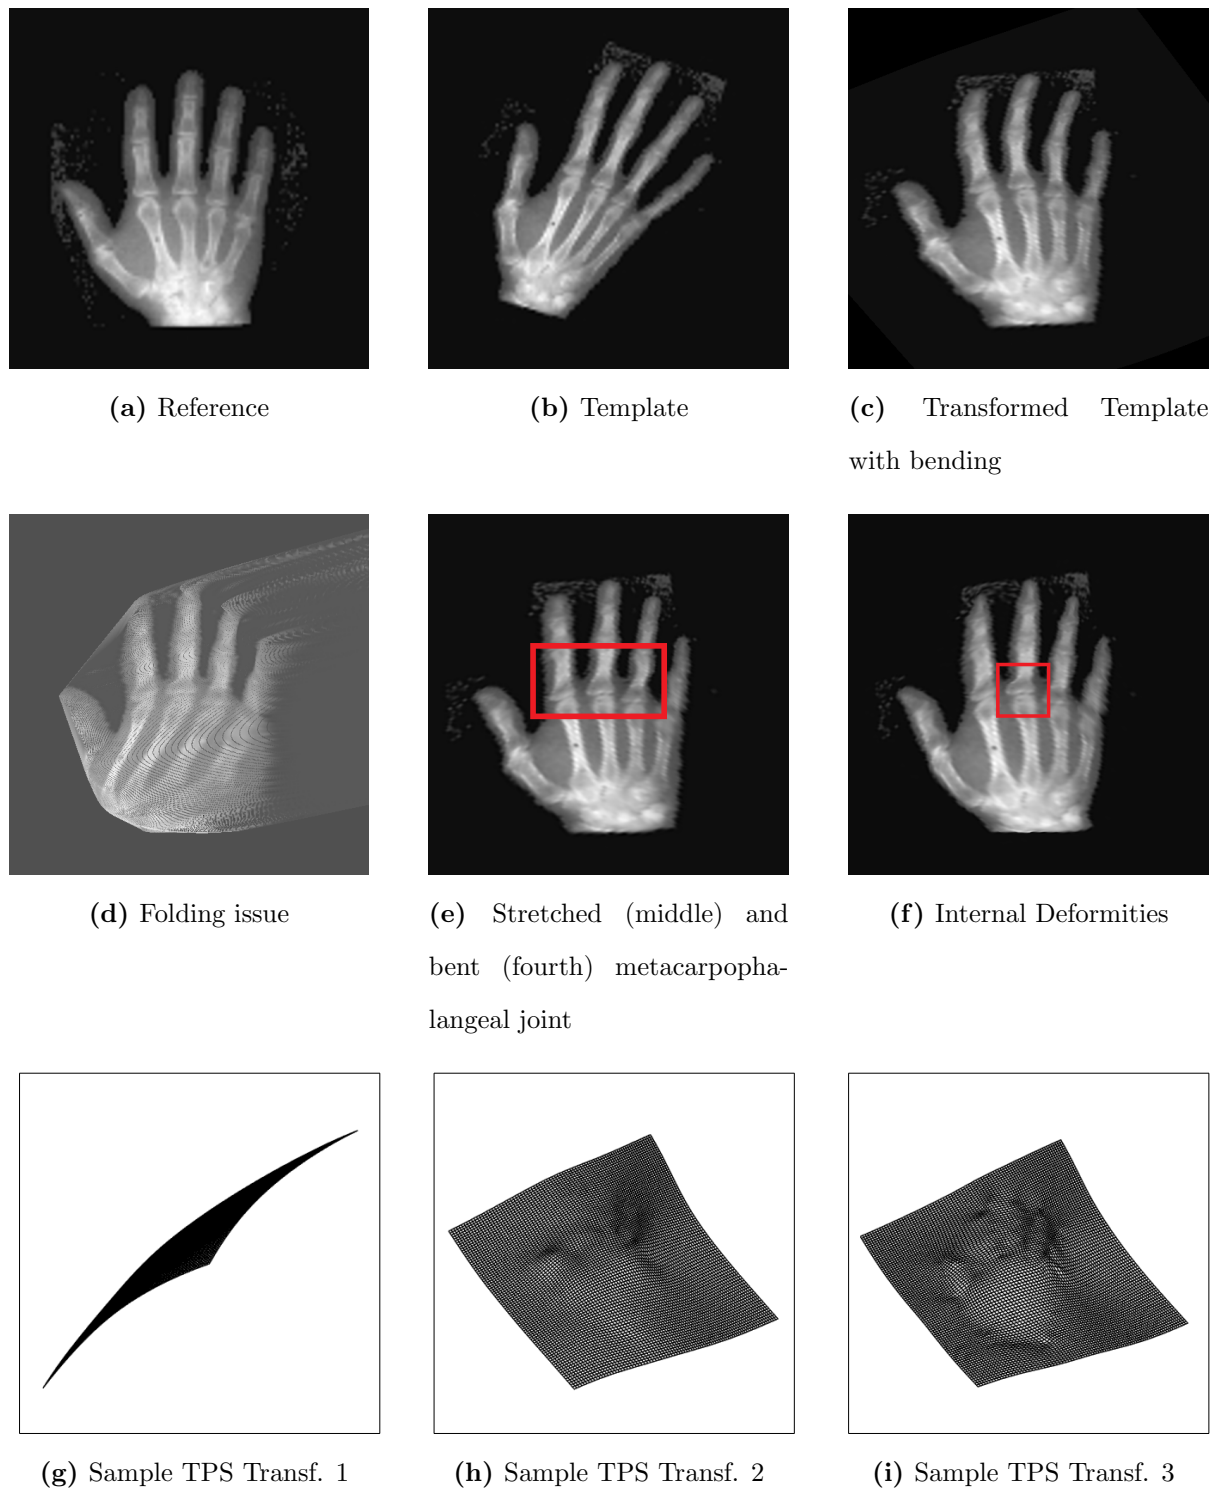 (a) Reference
(b) Template
(c) Transformed Template
with bending
(d) Folding issue
(e) Stretched (middle) and
bent (fourth) metacarpopha-
langeal joint
(f) Internal Deformities
(g) Sample TPS Transf. 1
(h) Sample TPS Transf. 2
(i) Sample TPS Transf. 3